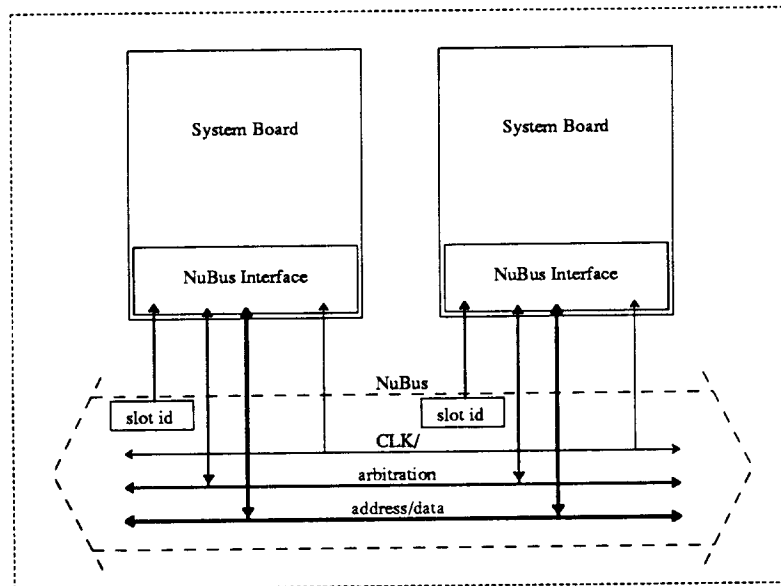 System Board
System Board
NuBus Interface
NuBus Interface
NuBus
slot id
slot id
CLK/
arbitration
address/data